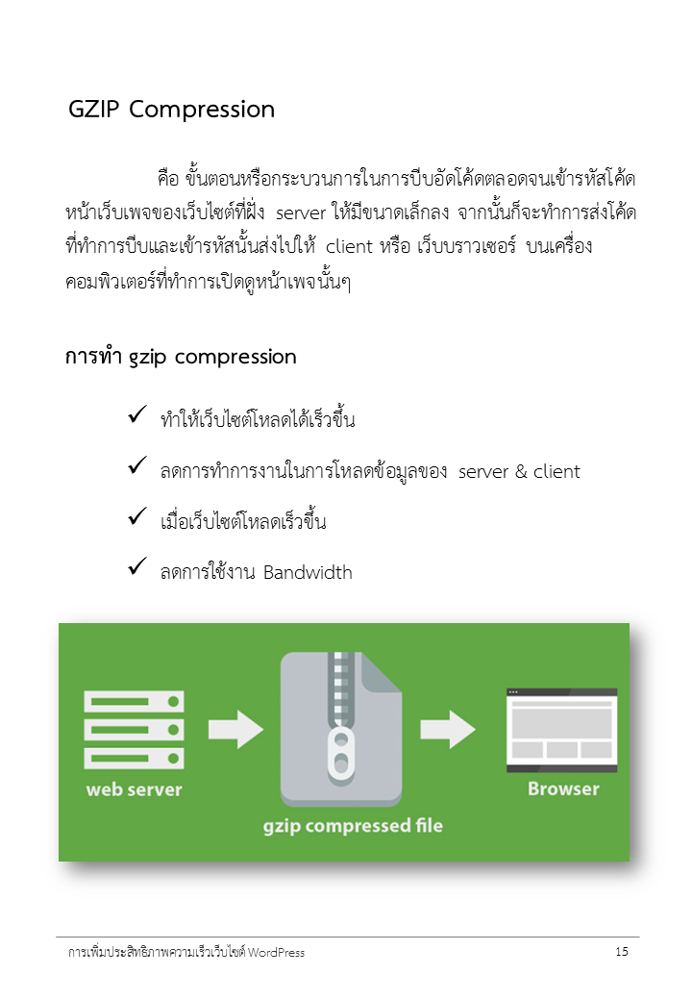 GZIP Compression
คือ ขั้นตอนหรือกระบวนการในการบีบอัดโค้ดตลอดจนเข้ารหัสโค้ด
หน้าเว็บเพจของเว็บไซต์ที่ฝั่ง server ให้มีขนาดเล็กลง จากนั้นก็จะทำการส่งโค้ด
ที่ทำการบีบและเข้ารหัสนั้นส่งไปให้ client หรือ เว็บบราวเซอร์ บนเครื่อง
คอมพิวเตอร์ที่ทำการเปิดดูหน้าเพจนั้นๆ
การทำ gzip compression
✓ ทำให้เว็บไซต์โหลดได้เร็วขึ้น
✓ ลดการทำการงานในการโหลดข้อมูลของ server & client
✓ เมื่อเว็บไซต์โหลดเร็วขึ้น
✓ ลดการใช้งาน Bandwidth
web server
gzip compressed file
Browser
การเพิ่มประสิทธิภาพความเร็วเว็บไซต์ WordPress
15